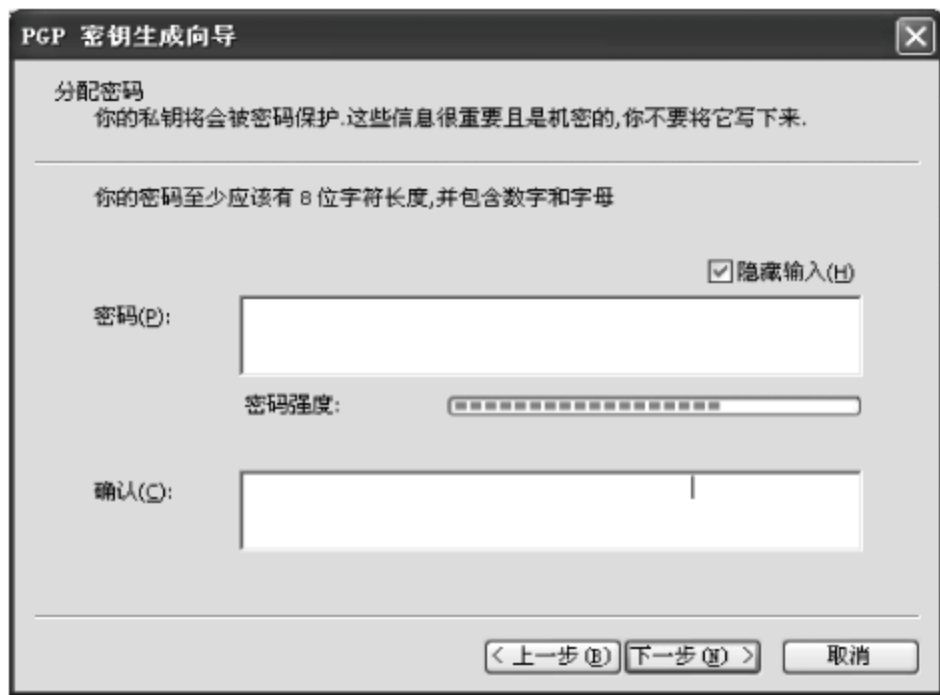 PGP 密钥生成向导
分配密码
你的私钥将会被密码保护.这些信息很重要且是机密的,你不要将它写下来.
你的密码至少应该有 8 位字符长度,并包含数字和字母
隐藏输入(H)
密码(P):
密码强度:
确认(C):
< 上一步(B) 下一步(N) > 取消